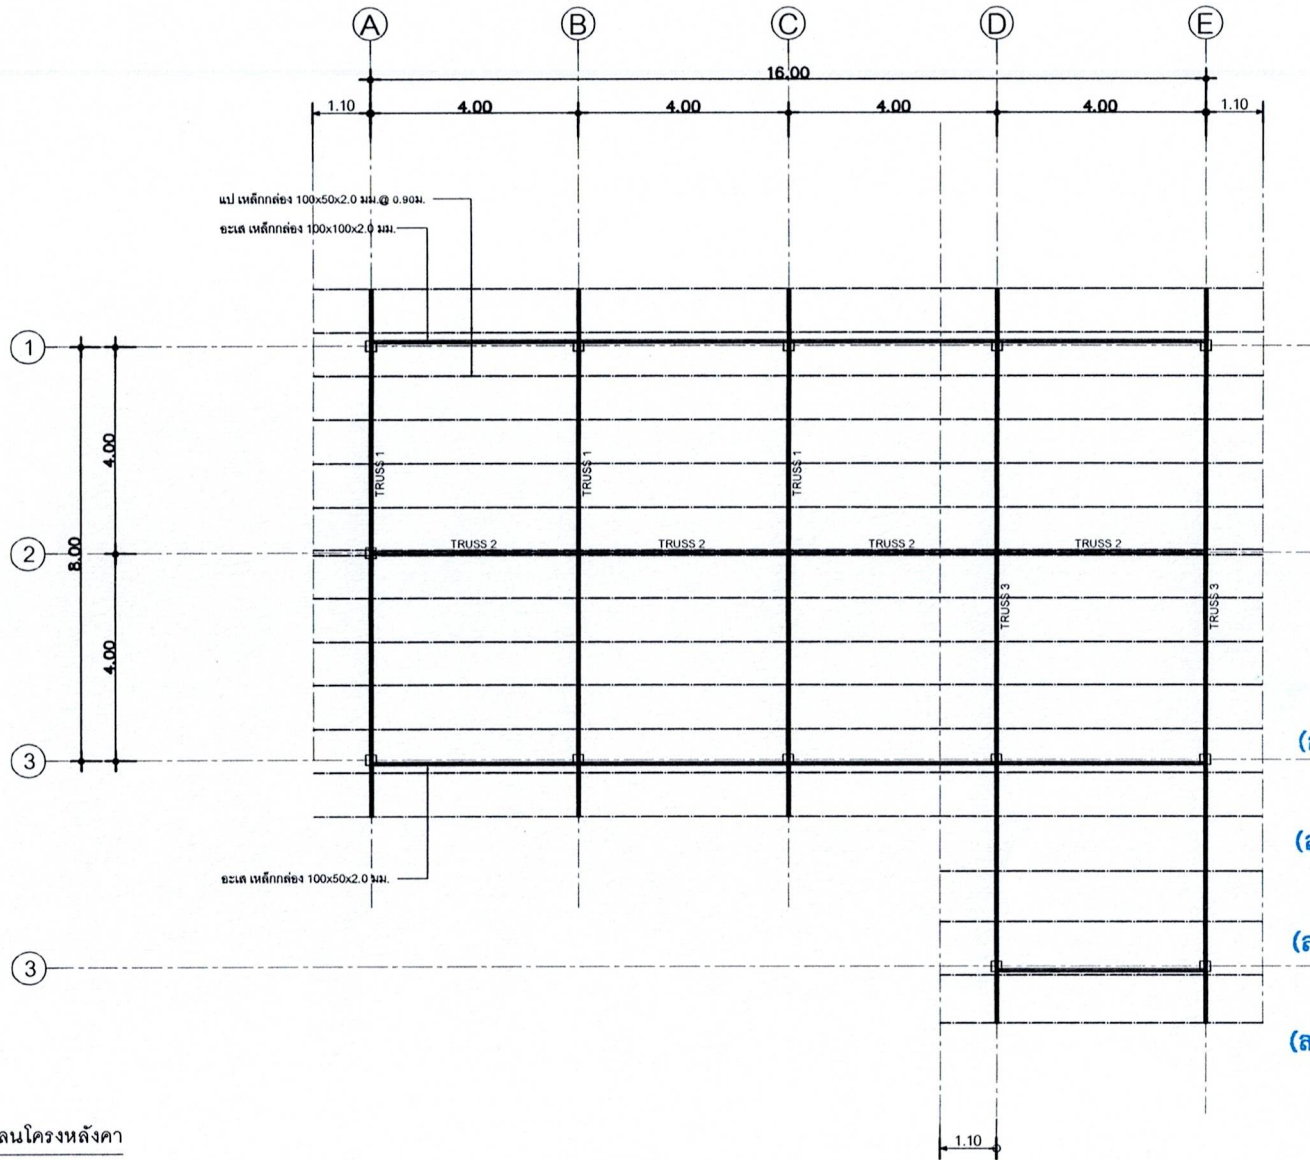 A B C D E
16.00
1.10 4.00 4.00 4.00 4.00 1.10
แป เหล็กกล่อง 100x50x2.0 มม.@ 0.90ม.
อะเส เหล็กกล่อง 100x100x2.0 มม.
1
4.00
TRUSS 1 TRUSS 1 TRUSS 1
TRUSS 2 TRUSS 2 TRUSS 2 TRUSS 2
2
8.00
TRUSS 3 TRUSS 3
4.00
3
(ส
(ส
อะเส เหล็กกล่อง 100x50x2.0 มม.
(ส
3
(ส
ลนโครงหลังคา
1.10